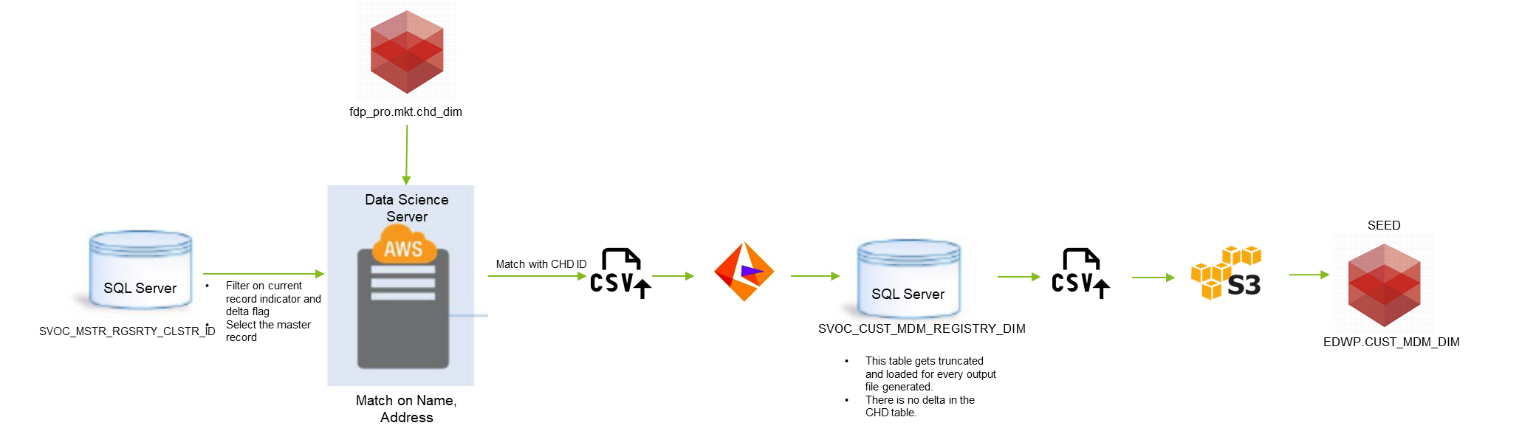 fdp_pro.mkt.chd_dim
Data Science
Server
AWS
SQL Server
SVOC_MSTR_RGSRTY_CLSTR_ID
• Filter on current
record indicator and
delta flag
• Select the master
record
Match on Name,
Address
Match with CHD ID
CSV
SQL Server
SVOC_CUST_MDM_REGISTRY_DIM
• This table gets truncated
and loaded for every output
file generated.
• There is no delta in the
CHD table.
CSV
S3
SEED
EDWP.CUST_MDM_DIM